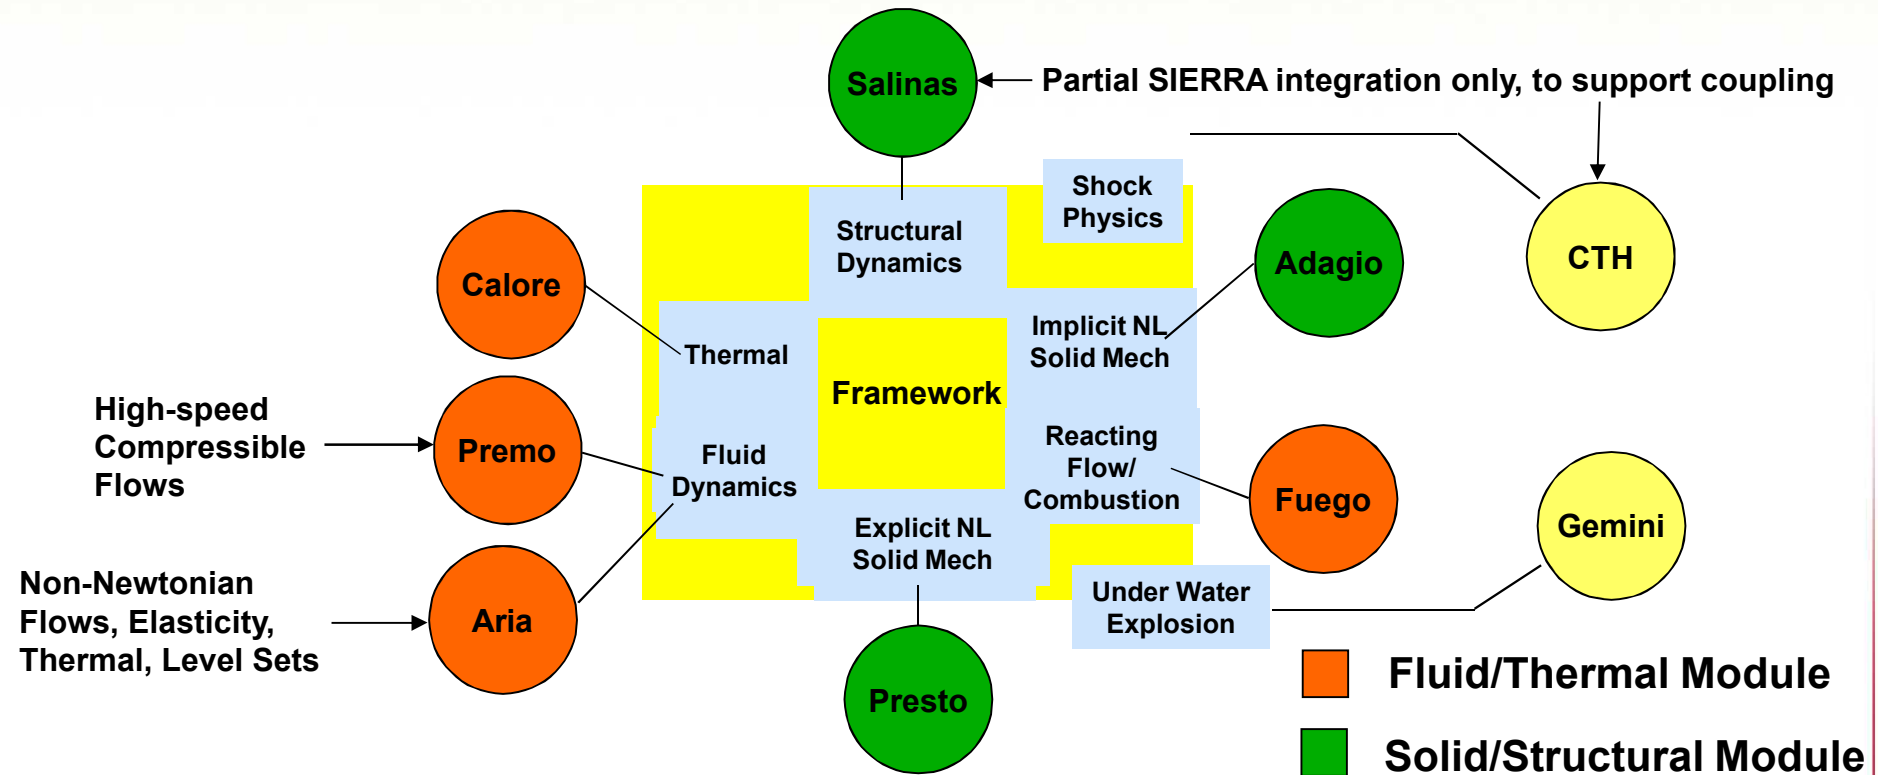 Salinas
Partial SIERRA integration only, to support coupling
Shock
Physics
Structural
Dynamics
Adagio
CTH
Calore
Implicit NL
Solid Mech
Thermal
Framework
High-speed
Compressible
Flows
Premo
Fluid
Dynamics
Reacting
Flow/
Combustion
Fuego
Gemini
Explicit NL
Solid Mech
Non-Newtonian
Flows, Elasticity,
Thermal, Level Sets
Aria
Under Water
Explosion
Presto
Fluid/Thermal Module
Solid/Structural Module